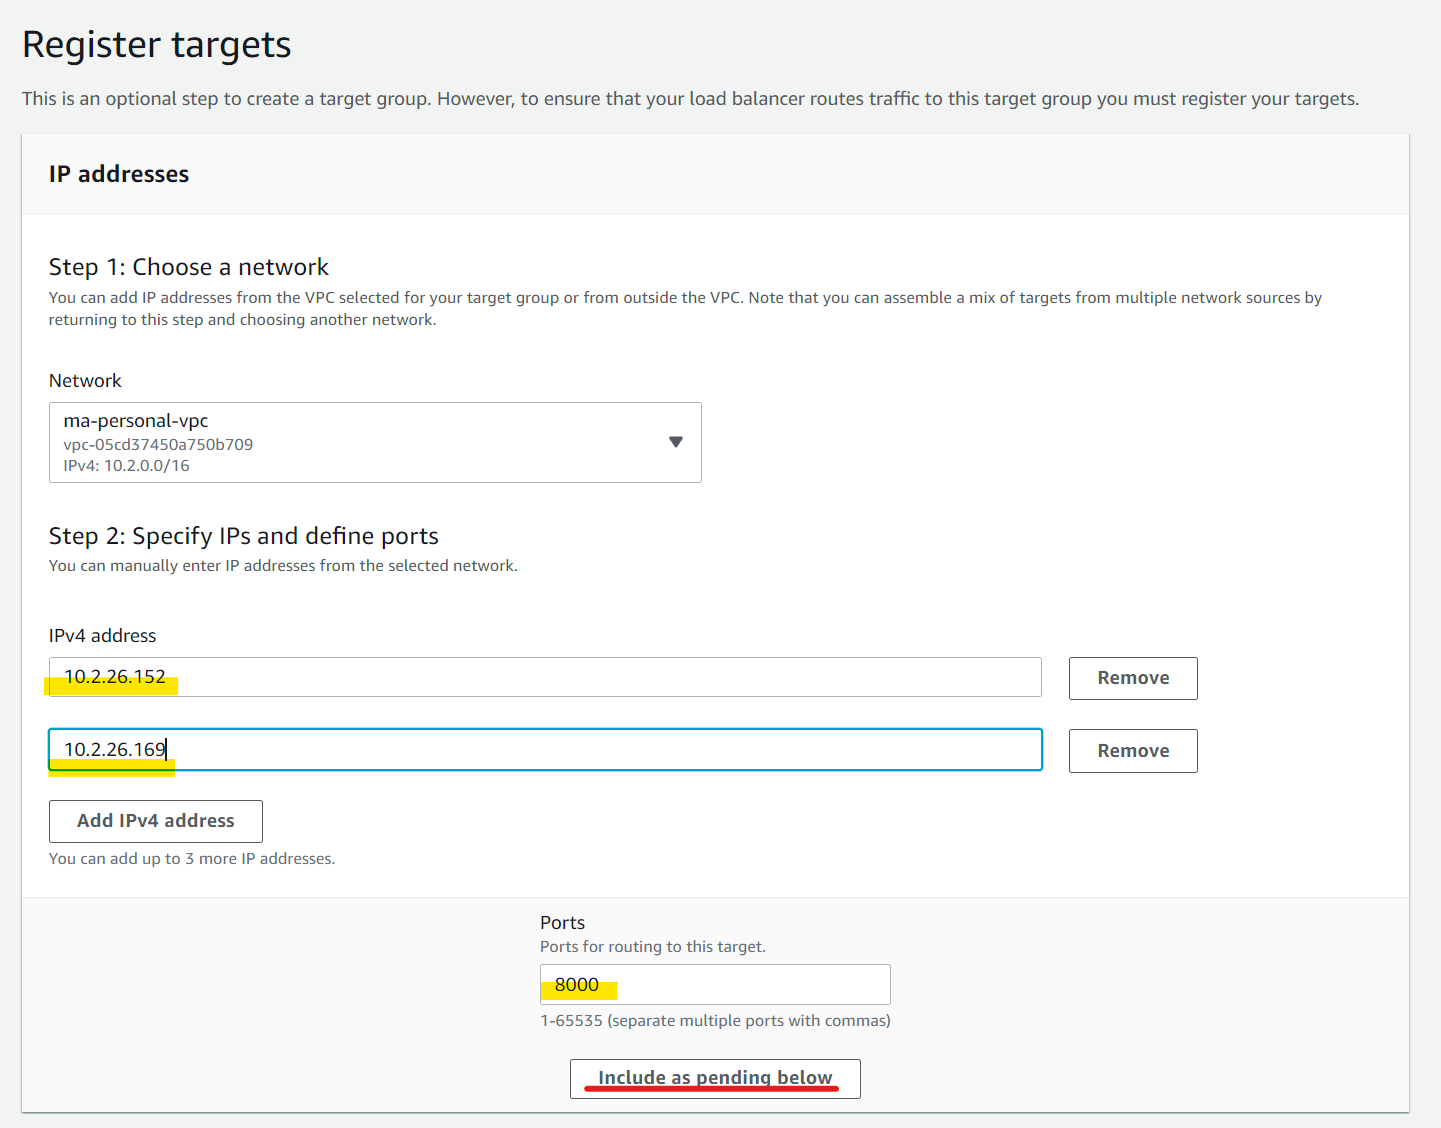 Register targets
This is an optional step to create a target group. However, to ensure that your load balancer routes traffic to this target group you must register your targets.
IP addresses
Step 1: Choose a network
You can add IP addresses from the VPC selected for your target group or from outside the VPC. Note that you can assemble a mix of targets from multiple network sources by
returning to this step and choosing another network.
Network
ma-personal-vpc
vpc-05cd37450a750b709
IPv4: 10.2.0.0/16
Step 2: Specify IPs and define ports
You can manually enter IP addresses from the selected network.
IPv4 address
10.2.26.152
Remove
10.2.26.169
Remove
Add IPv4 address
You can add up to 3 more IP addresses.
Ports
Ports for routing to this target.
8000
1-65535 (separate multiple ports with commas)
Include as pending below